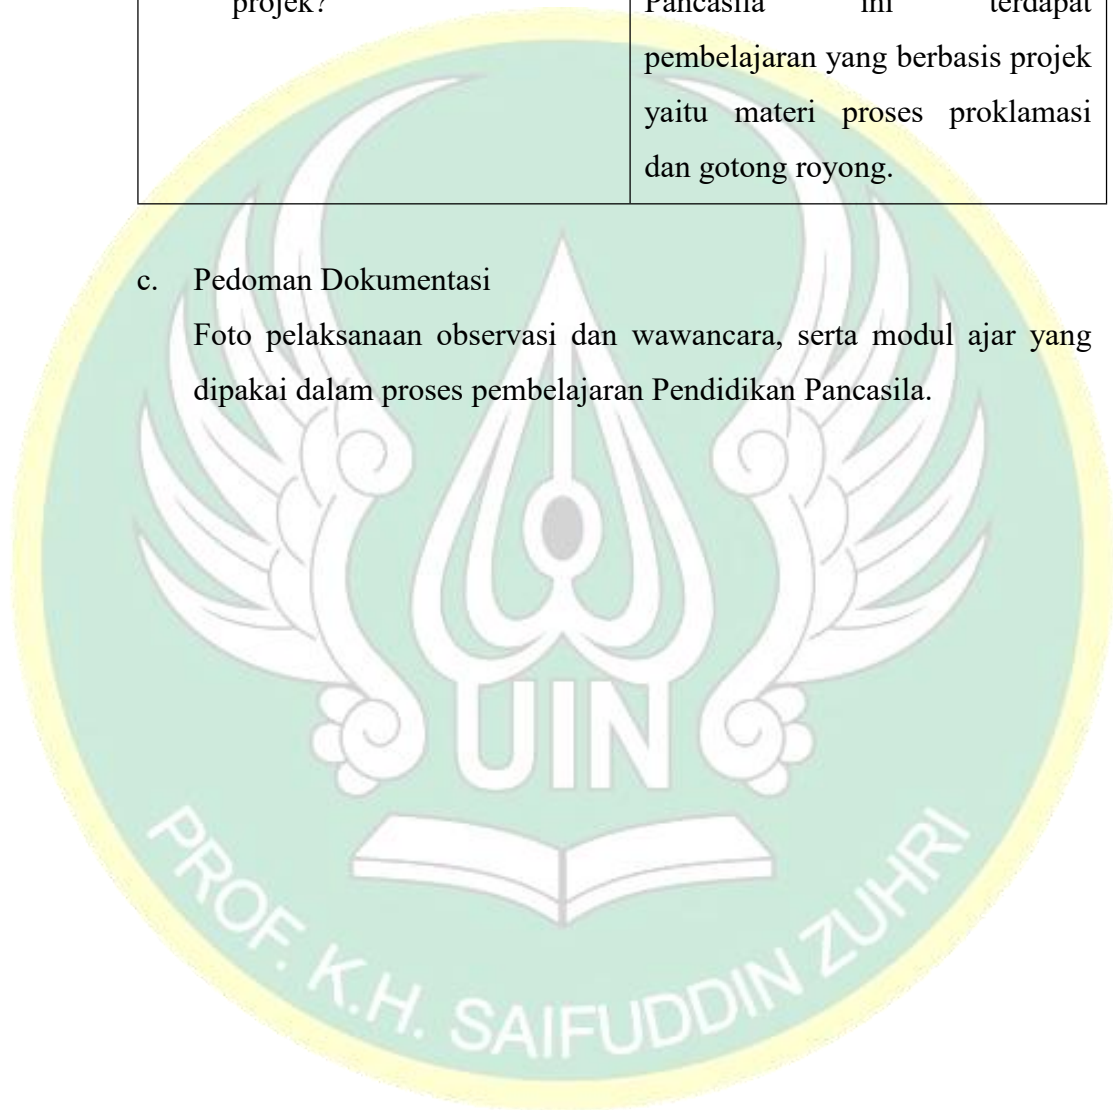 projek?
Pancasila ini terdapat
pembelajaran yang berbasis projek
yaitu materi proses proklamasi
dan gotong royong.
c. Pedoman Dokumentasi
Foto pelaksanaan observasi dan wawancara, serta modul ajar yang
dipakai dalam proses pembelajaran Pendidikan Pancasila.
UIN
PROF. K.H. SAIFUDDIN ZUHRI